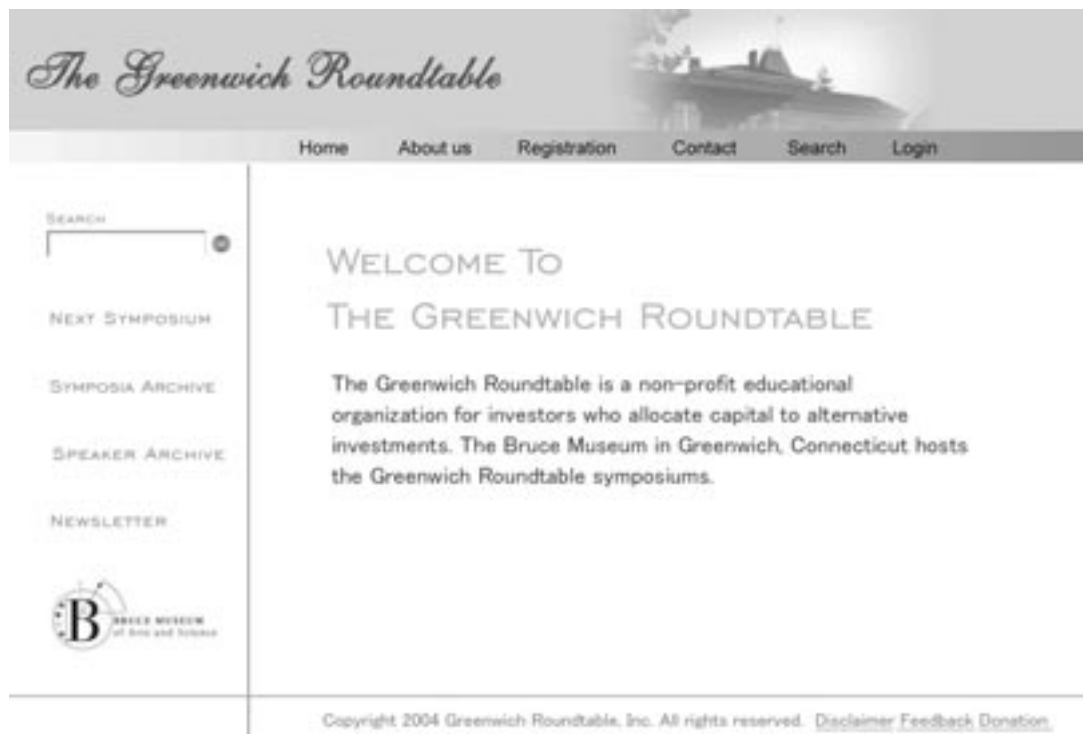 The Greenwich Roundtable
Home About us Registration Contact Search Login
SEARCH
NEXT SYMPOSIUM
SYMPOSIA ARCHIVE
SPEAKER ARCHIVE
NEWSLETTER
B
BRUCE MUSEUM
of Arts and Science
WELCOME TO
THE GREENWICH ROUNDTABLE
The Greenwich Roundtable is a non-profit educational
organization for investors who allocate capital to alternative
investments. The Bruce Museum in Greenwich, Connecticut hosts
the Greenwich Roundtable symposiums.
Copyright 2004 Greenwich Roundtable, Inc. All rights reserved. Disclaimer Feedback Donation